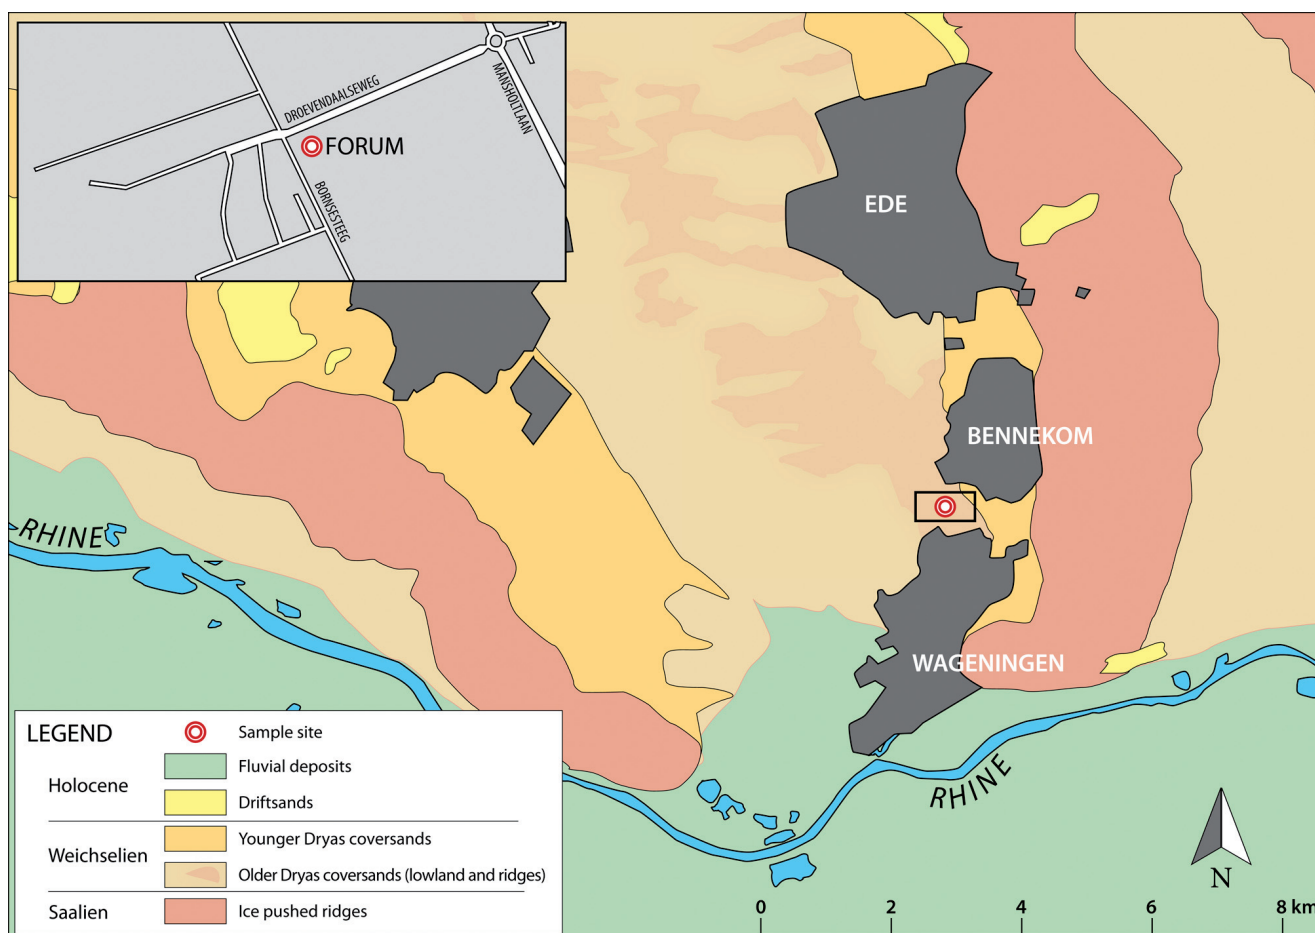 DROEVENDAALSEWEG
MANSHOLTLAAN
FORUM
BORNSESTEEG
EDE
BENNEKOM
RHINE
WAGENINGEN
RHINE
LEGEND
Sample site
Holocene
Fluvial deposits
Driftsands
Weichselien
Younger Dryas coversands
Older Dryas coversands (lowland and ridges)
Saalien
Ice pushed ridges
N
0 2 4 6 8 km